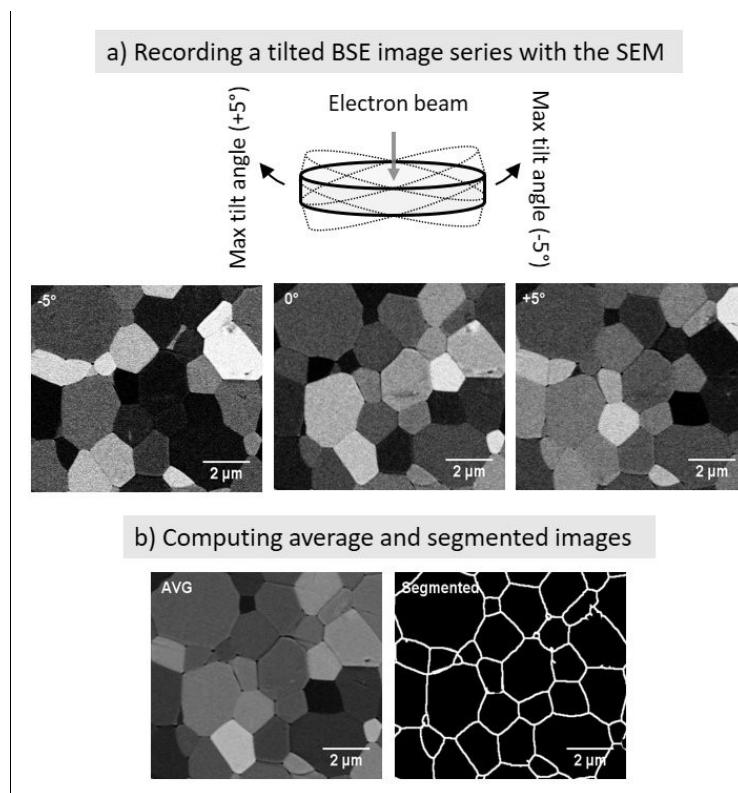 a) Recording a tilted BSE image series with the SEM
Max tilt angle (+5°)
Electron beam
Max tilt angle (-5°)
-5°
0°
+5°
2 µm
2 µm
2 µm
b) Computing average and segmented images
AVG
Segmented
2 µm
2 µm